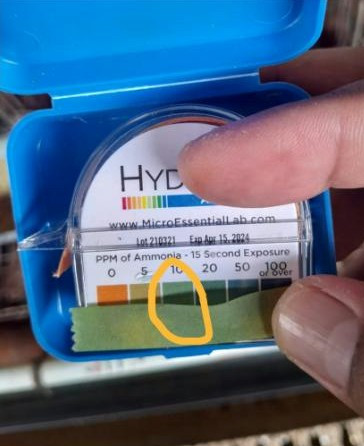 HYD
www.MicroEssentialLab.com
Lot 210321 Exp Apr 15, 2024
PPM of Ammonia - 15 Second Exposure
0 5 10 20 50 100
or over